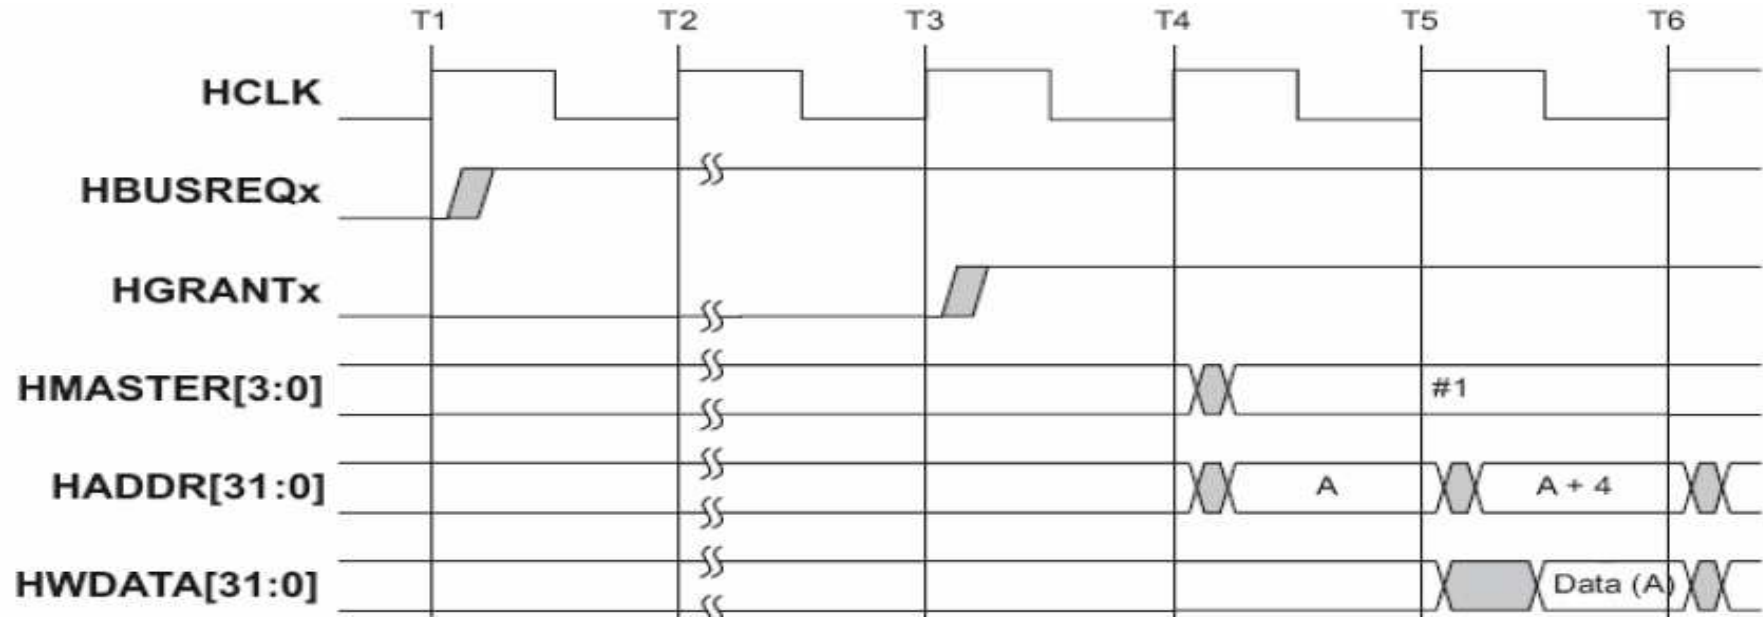 T1 T2 T3 T4 T5 T6
HCLK
HBUSREQx
HGRANTx
HMASTER[3:0] #1
HADDR[31:0] A A + 4
HWDATA[31:0] Data (A)